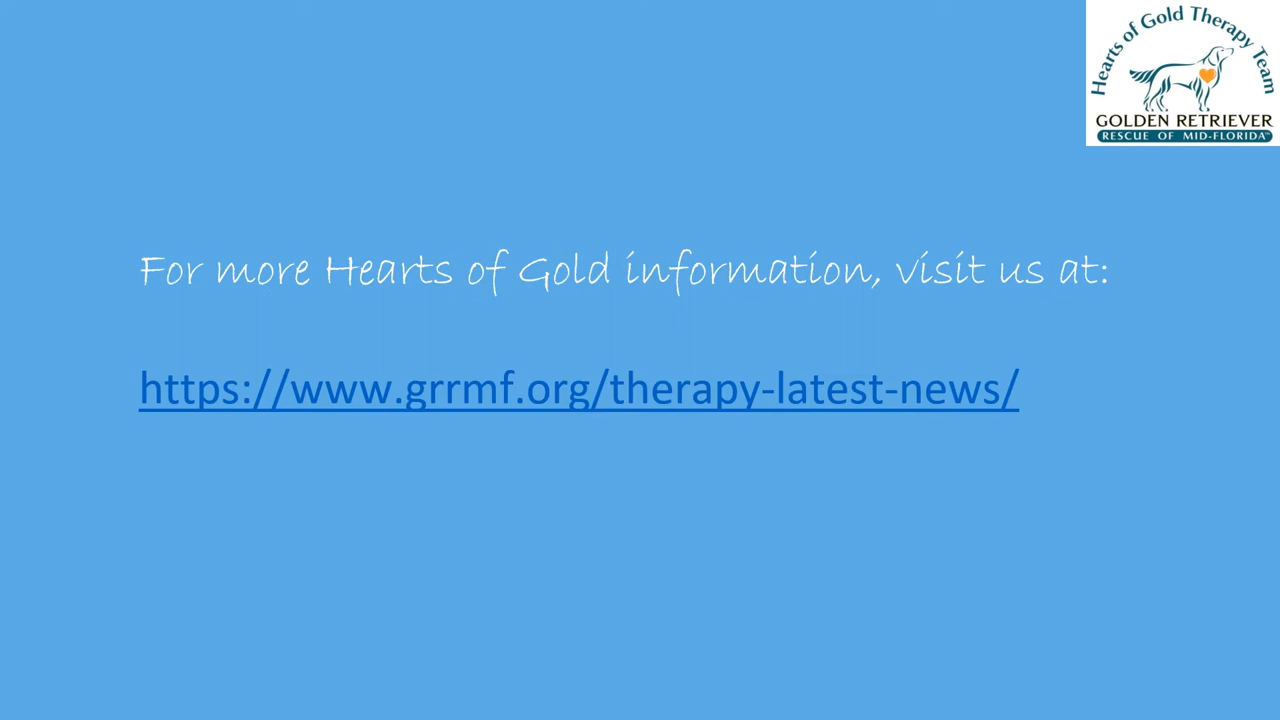 Hearts of Gold Therapy Team
GOLDEN RETRIEVER
RESCUE OF MID-FLORIDA™
For more Hearts of Gold information, visit us at:
https://www.grrmf.org/therapy-latest-news/